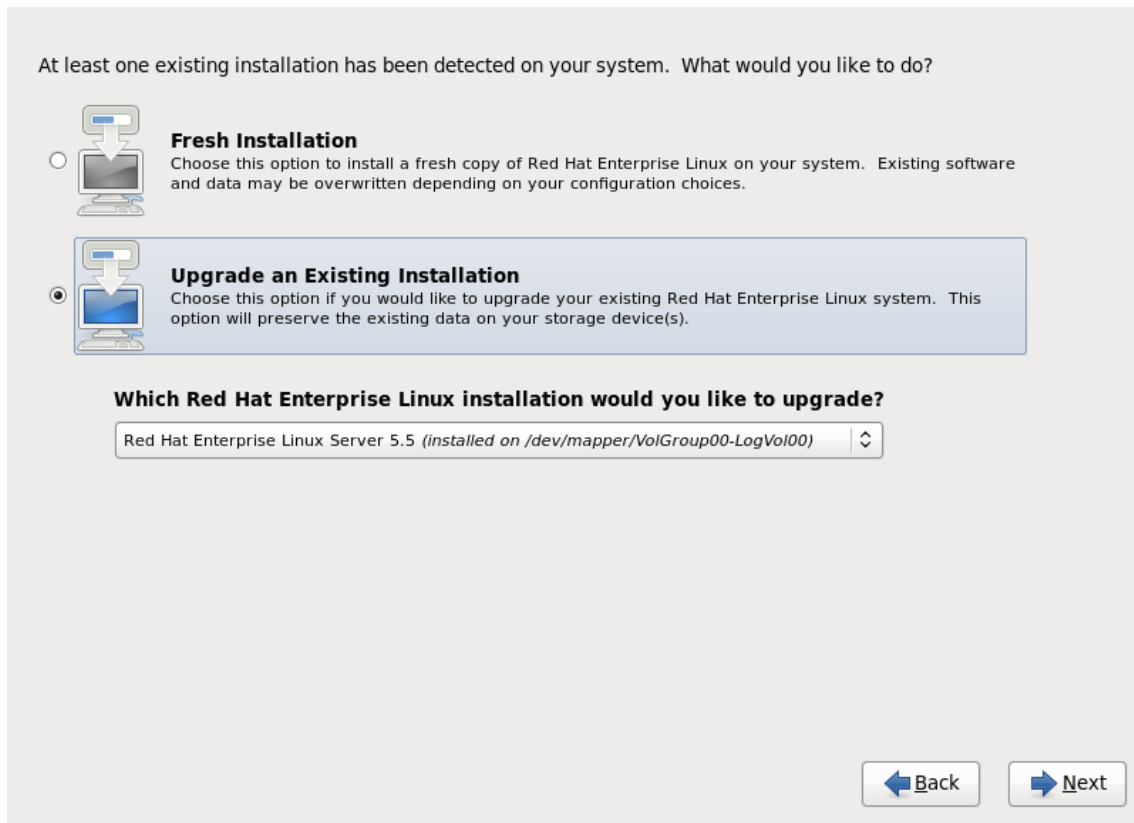 At least one existing installation has been detected on your system.  What would you like to do?
Fresh Installation
Choose this option to install a fresh copy of Red Hat Enterprise Linux on your system.  Existing software
and data may be overwritten depending on your configuration choices.
Upgrade an Existing Installation
Choose this option if you would like to upgrade your existing Red Hat Enterprise Linux system.  This
option will preserve the existing data on your storage device(s).
Which Red Hat Enterprise Linux installation would you like to upgrade?
Red Hat Enterprise Linux Server 5.5 (installed on /dev/mapper/VolGroup00-LogVol00)
Back
Next